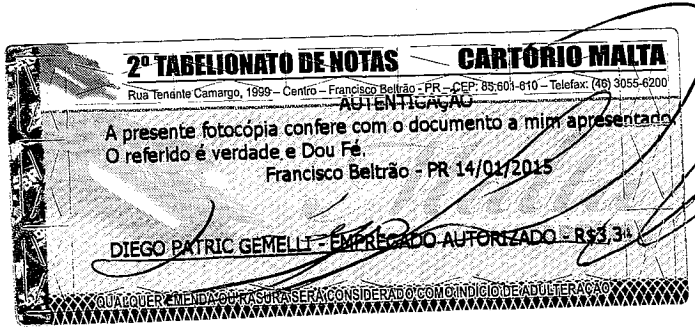 2º TABELIONATO DE NOTAS CARTÓRIO MALTA
Rua Tenente Camargo, 1999 – Centro – Francisco Beltrão - PR – CEP: 85.601-610 – Telefax: (46) 3055-6200
AUTENTICAÇÃO
A presente fotocópia confere com o documento a mim apresentado.
O referido é verdade e Dou Fé.
Francisco Beltrão - PR 14/01/2015
DIEGO PATRIC GEMELLI - EMPREGADO AUTORIZADO - R$3,3
QUALQUER EMENDA OU RASURA SERÁ CONSIDERADO COMO INDÍCIO DE ADULTERAÇÃO